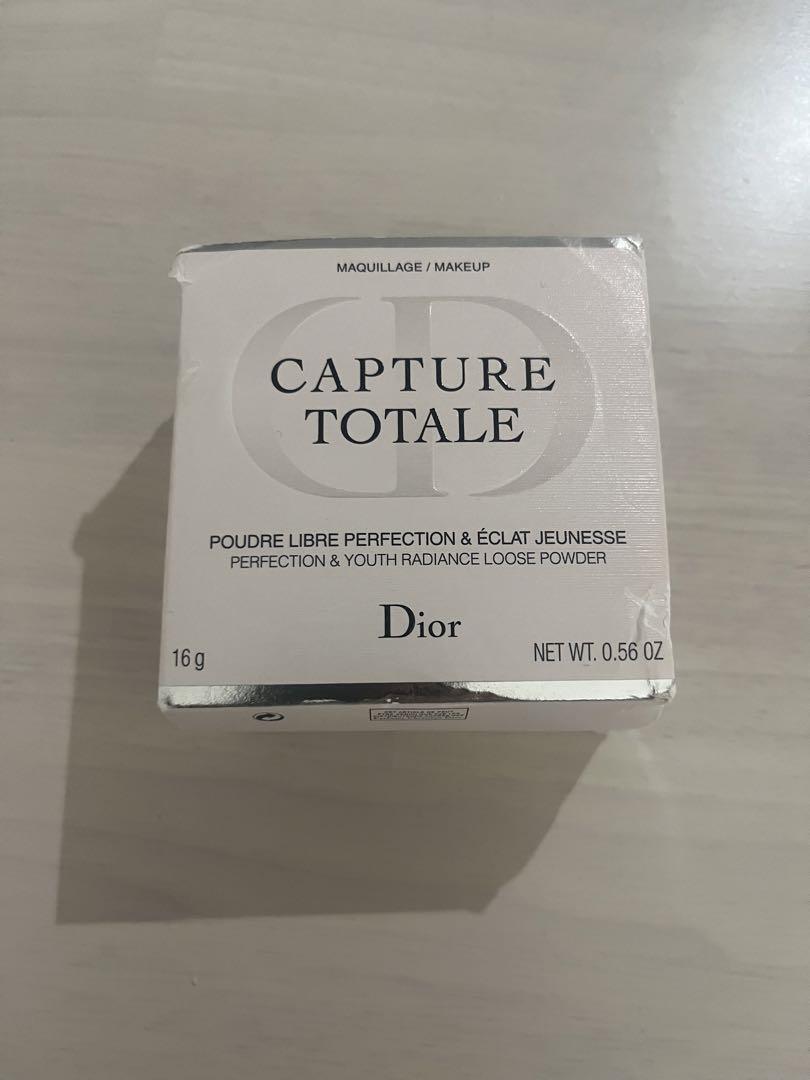 MAQUILLAGE / MAKEUP
CAPTURE
TOTALE
POUDRE LIBRE PERFECTION & ÉCLAT JEUNESSE
PERFECTION & YOUTH RADIANCE LOOSE POWDER
Dior
16 g
NET WT. 0.56 OZ